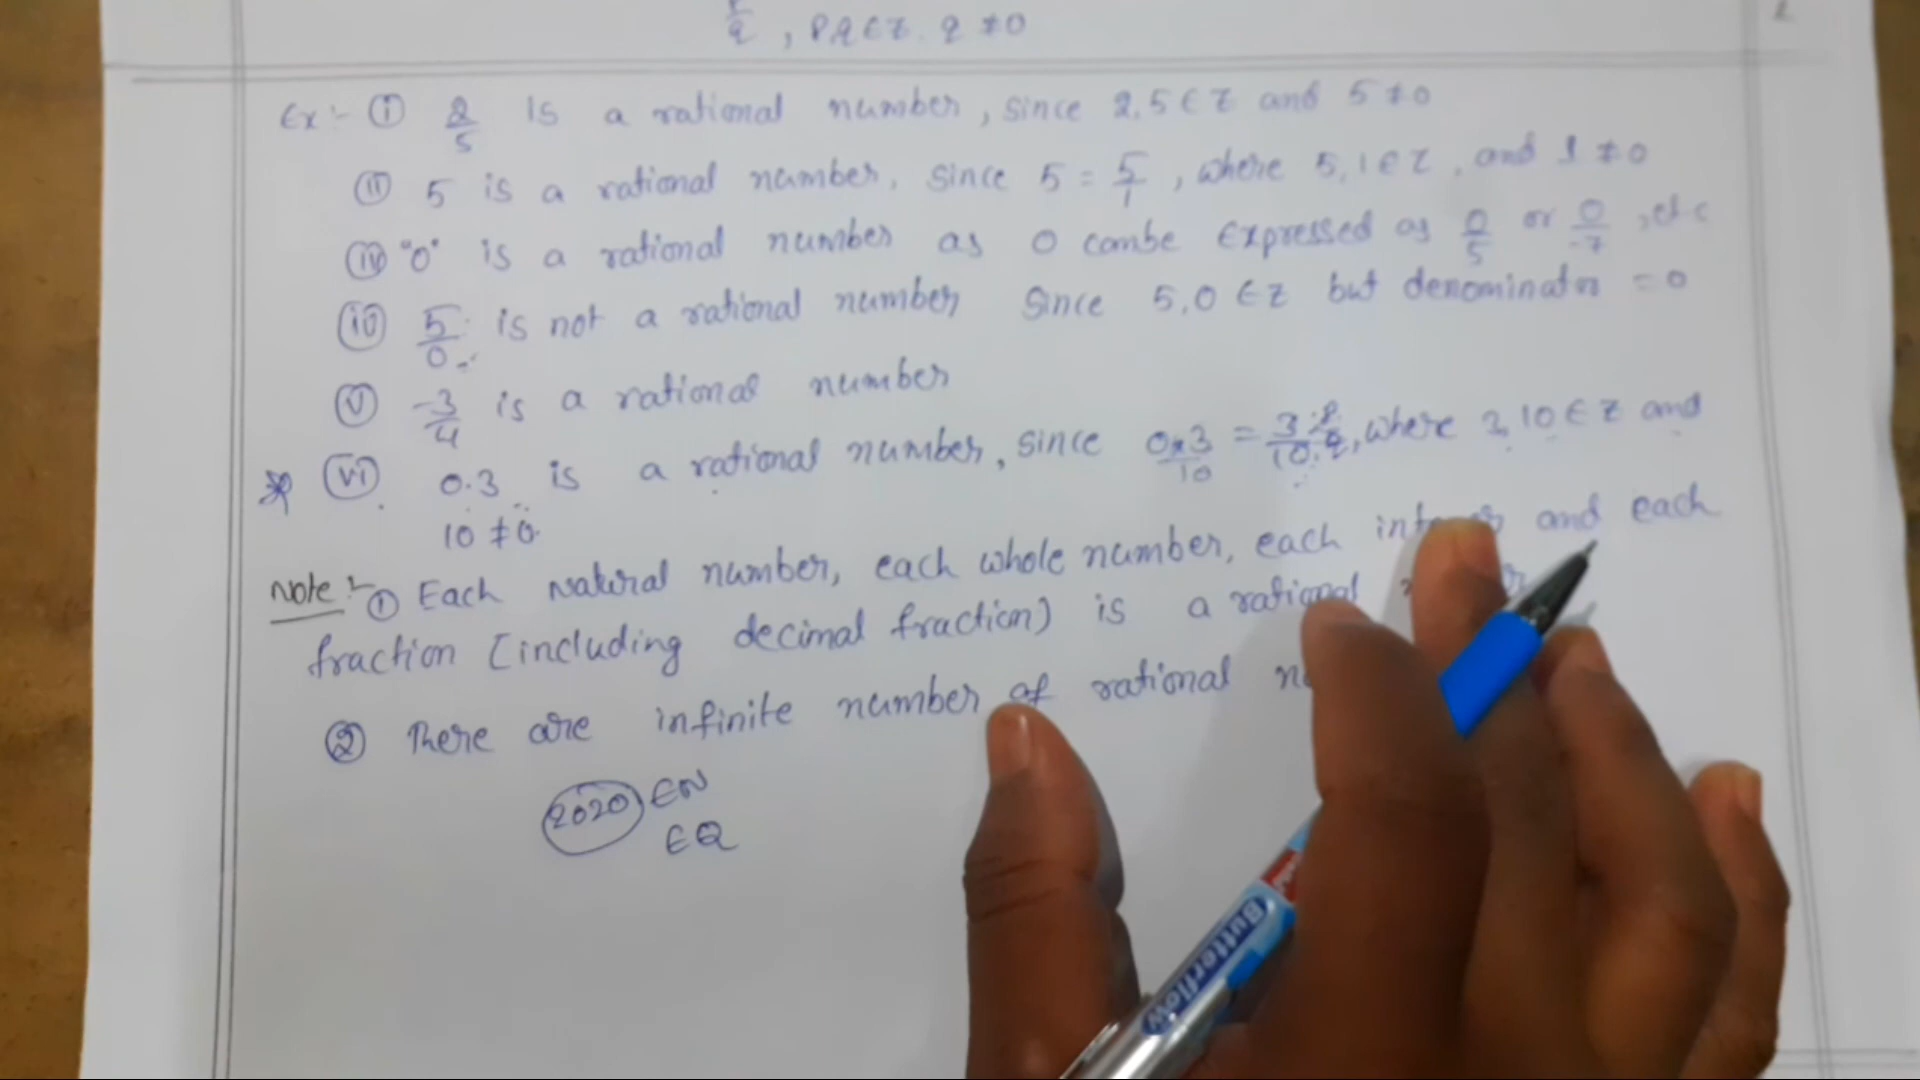 p/q , p,q ∈ Z. q ≠ 0
Ex:- (i) 2/5 is a rational number, since 2,5 ∈ Z and 5 ≠ 0
(ii) 5 is a rational number, since 5 = 5/1, where 5,1 ∈ Z, and 1 ≠ 0
(iv) "0" is a rational number as 0 canbe Expressed as 0/5 or 0/-7, etc
(iii) 5/0 is not a rational number Since 5,0 ∈ Z but denominator = 0
(v) -3/4 is a rational number
(vi) 0.3 is a rational number, since 0×3/10 = 3/10 p/q, where 3,10 ∈ Z and
10 ≠ 0.
Note:- (1) Each Natural number, each whole number, each and each
fraction [including decimal fraction) is a rational
(2) There are infinite number of rational
2020 ∈ N
∈ Q
Butterflow